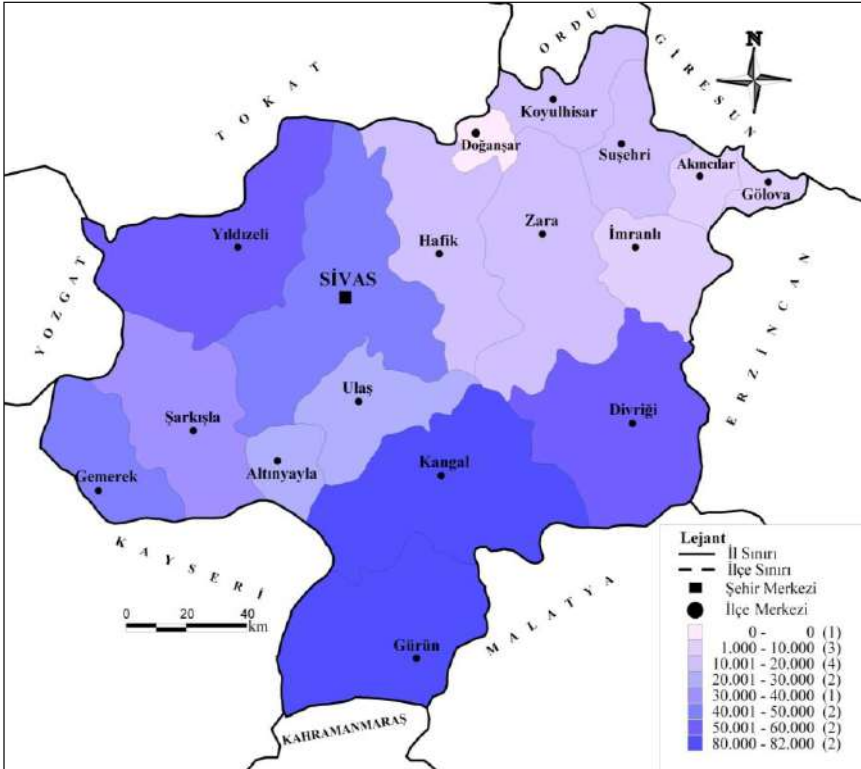 ORDU
GİRESUN
TOKAT
N
Koyulhisar
Doğanşar
Suşehri
Akıncılar
Gölova
Yıldızeli
Hafik
Zara
İmranlı
SİVAS
YOZGAT
ERZİNCAN
Ulaş
Şarkışla
Divriği
Gemerek
Altınyayla
Kangal
KAYSERİ
MALATYA
0 20 40
km
Gürün
KAHRAMANMARAŞ
Lejant
İl Sınırı
İlçe Sınırı
Şehir Merkezi
İlçe Merkezi
0 - 0 (1)
1.000 - 10.000 (3)
10.001 - 20.000 (4)
20.001 - 30.000 (2)
30.000 - 40.000 (1)
40.001 - 50.000 (2)
50.001 - 60.000 (2)
80.000 - 82.000 (2)